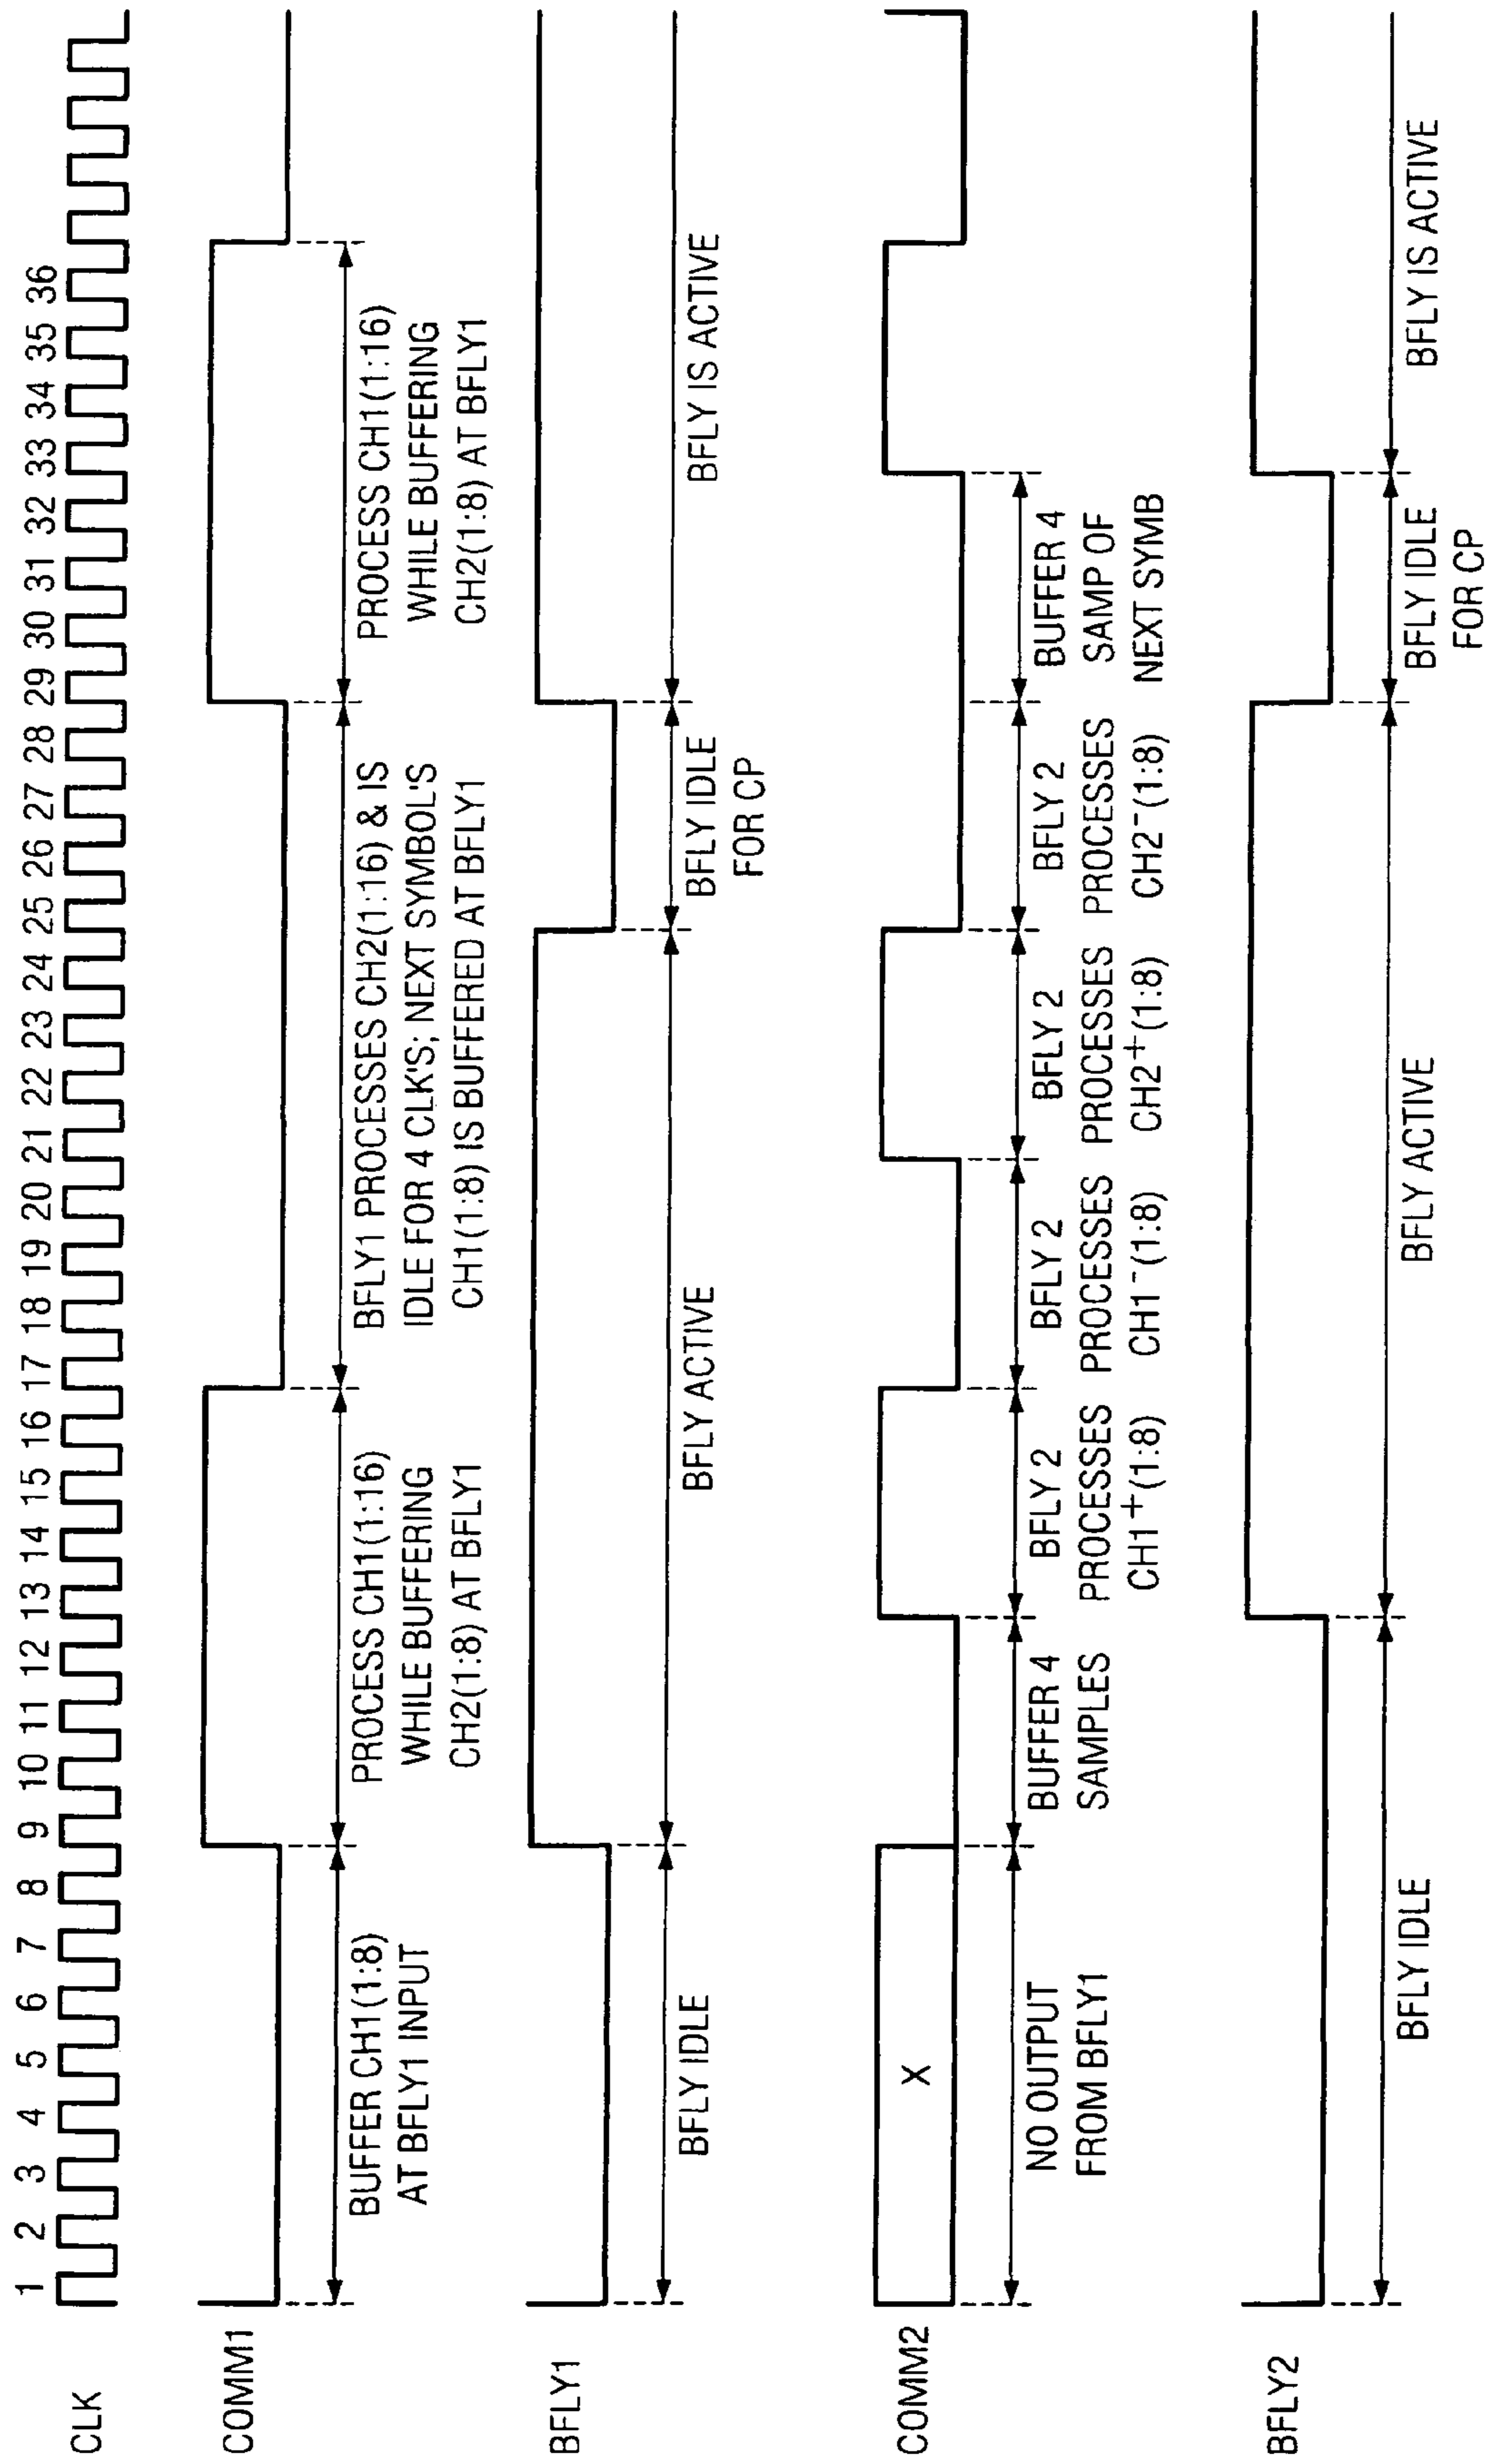 CLK
1 2 3 4 5 6 7 8 9 10 11 12 13 14 15 16 17 18 19 20 21 22 23 24 25 26 27 28 29 30 31 32 33 34 35 36
COMM1
BUFFER CH1(1:8)
AT BFLY1 INPUT
PROCESS CH1(1:16)
WHILE BUFFERING
CH2(1:8) AT BFLY1
BFLY1 PROCESSES CH2(1:16) & IS
IDLE FOR 4 CLK'S; NEXT SYMBOL'S
CH1(1:8) IS BUFFERED AT BFLY1
PROCESS CH1(1:16)
WHILE BUFFERING
CH2(1:8) AT BFLY1
BFLY1
BFLY IDLE
BFLY ACTIVE
BFLY IDLE
FOR CP
BFLY IS ACTIVE
COMM2
X
NO OUTPUT
FROM BFLY1
BUFFER 4
SAMPLES
BFLY 2
PROCESSES
CH1+(1:8)
BFLY 2
PROCESSES
CH1-(1:8)
BFLY 2
PROCESSES
CH2+(1:8)
BFLY 2
PROCESSES
CH2-(1:8)
BUFFER 4
SAMP OF
NEXT SYMB
BFLY2
BFLY IDLE
BFLY ACTIVE
BFLY IDLE
FOR CP
BFLY IS ACTIVE